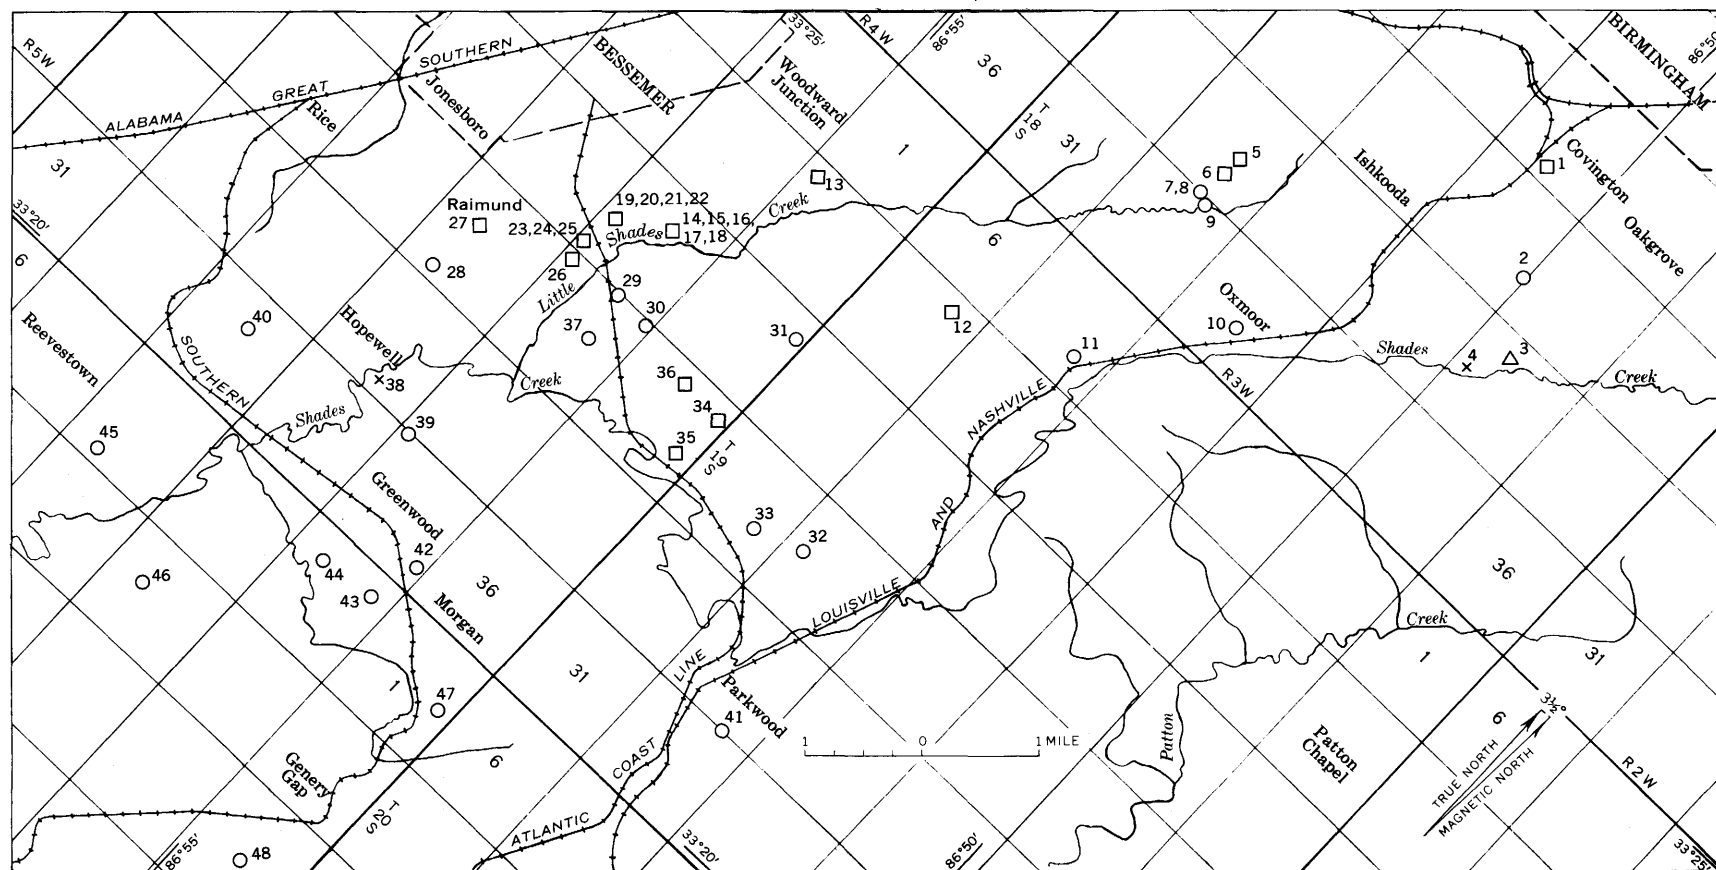 R 5 W
ALABAMA
GREAT
SOUTHERN
Rice
Jonesboro
BESSEMER
Woodward
Junction
33°25'
R 4 W
86°55'
36
T
18
S
31
1
BIRMINGHAM
86°50'
31
33°20'
6
Reevestown
SOUTHERN
Raimund
27
28
40
Hopewell
38
39
Shades
45
46
Greenwood
44
43
42
Morgan
36
1
47
6
Genery
Gap
48
86°55'
T
20
S
19,20,21,22
23,24,25
26
Shades
Creek
Little
14,15,16,
17,18
13
29
30
37
31
Creek
36
34
35
T
19
S
33
32
31
LINE
COAST
ATLANTIC
Parkwood
41
LOUISVILLE
AND
NASHVILLE
33°20'
5
6
7,8
9
6
12
11
Oxmoor
10
R 3 W
Ishkooda
Covington
1
Oakgrove
2
Shades
4
3
Creek
36
Creek
Patton
1
31
6
Patton
Chapel
1
0
1 MILE
TRUE NORTH
MAGNETIC NORTH
3½°
R 2 W
86°50'
33°25'